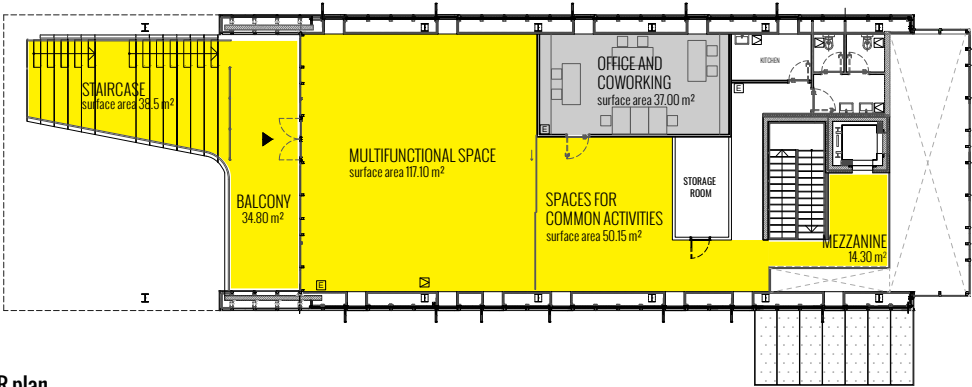 STAIRCASE
surface area 38.5 m²
BALCONY
34.80 m²
MULTIFUNCTIONAL SPACE
surface area 117.10 m²
OFFICE AND
COWORKING
surface area 37.00 m²
KITCHEN
STORAGE
ROOM
SPACES FOR
COMMON ACTIVITIES
surface area 50.15 m²
MEZZANINE
14.30 m²
E
E
E
R plan